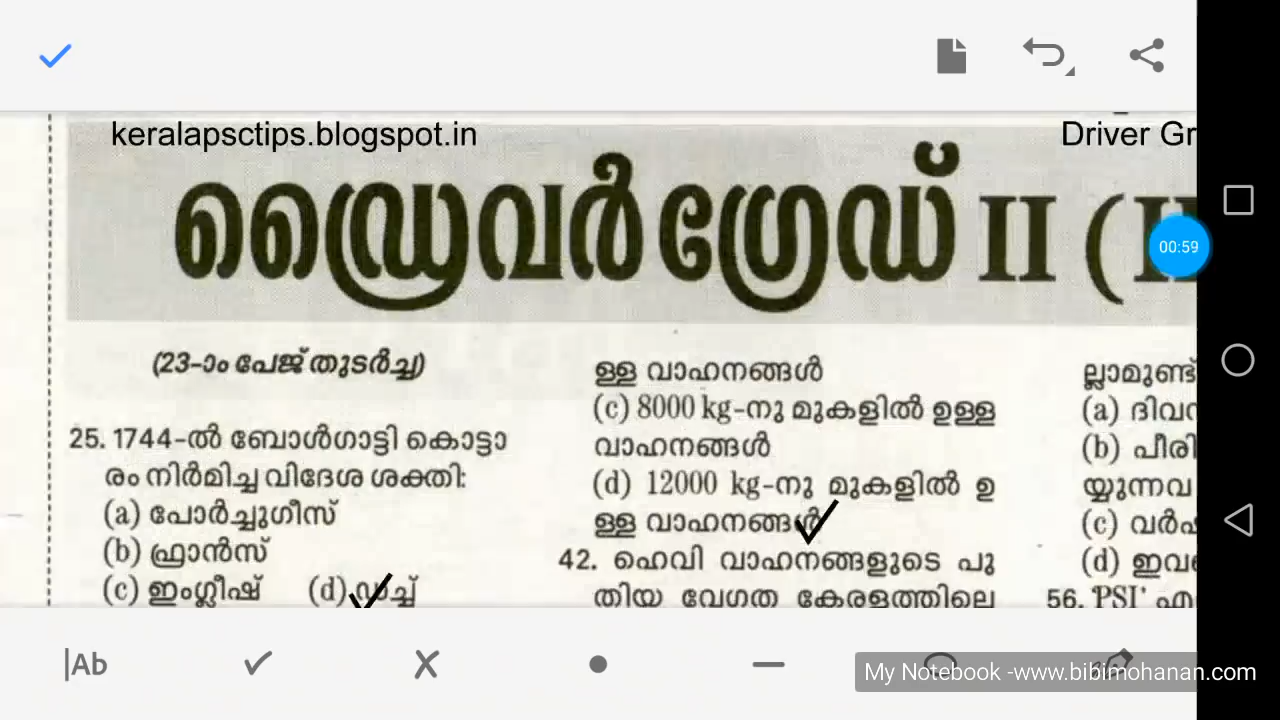 keralapsctips.blogspot.in
Driver Gr
ഡ്രൈവർ ഗ്രേഡ് II (
00:59
(23-ാം പേജ് തുടർച്ച)
25. 1744-ൽ ബോൾഗാട്ടി കൊട്ടാ
രം നിർമിച്ച വിദേശ ശക്തി:
(a) പോർച്ചുഗീസ്
(b) ഫ്രാൻസ്
(c) ഇംഗ്ലീഷ് (d) ഡച്ച്
ള്ള വാഹനങ്ങൾ
(c) 8000 kg-നു മുകളിൽ ഉള്ള
വാഹനങ്ങൾ
(d) 12000 kg-നു മുകളിൽ ഉ
ള്ള വാഹനങ്ങൾ
42. ഹെവി വാഹനങ്ങളുടെ പു
തിയ വേഗത കേരളത്തിലെ
ല്ലാമുണ്ട്
(a)
(b)
യ്യുന്നവ
(c)
(d)
56. 'PSI'
|Ab
My Notebook -www.bibimohanan.com